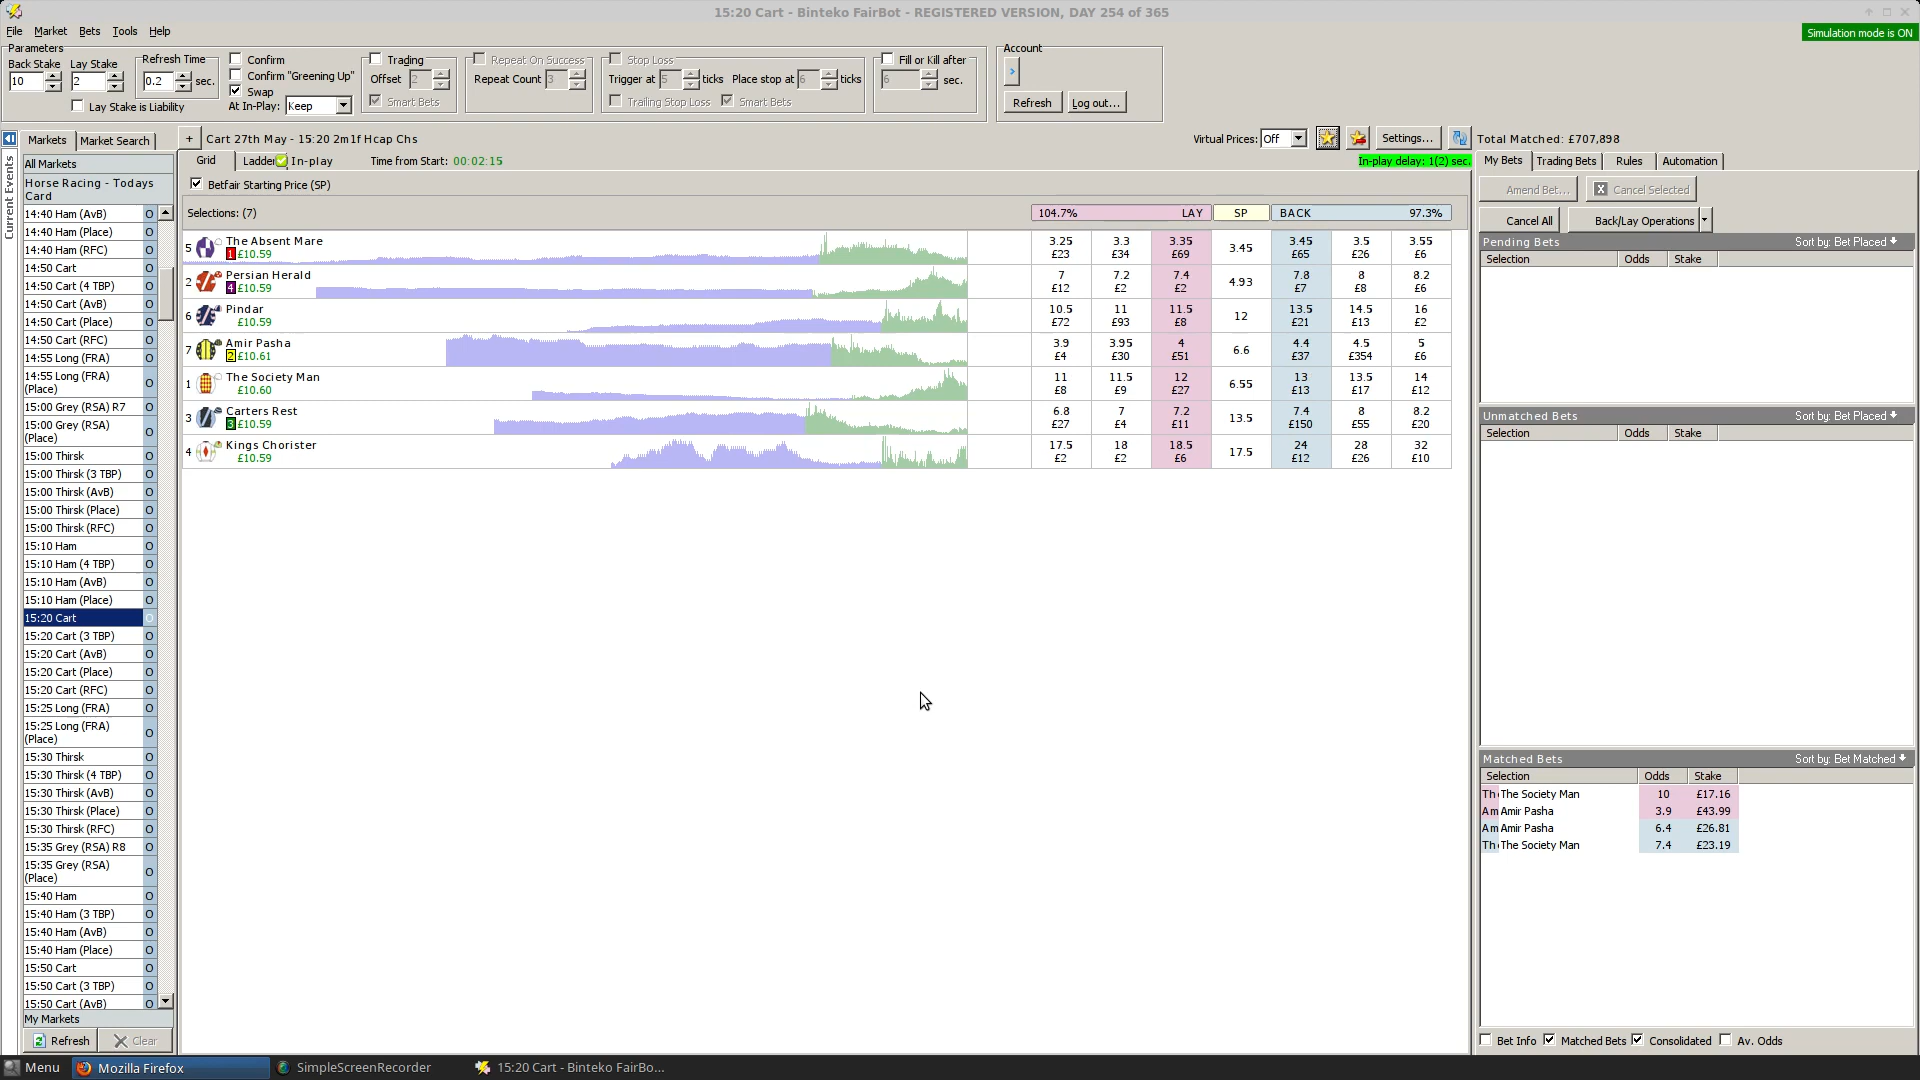 15:20 Cart - Binteko FairBot - REGISTERED VERSION, DAY 254 of 365
File Market Bets Tools Help
Simulation mode is ON
Parameters
Back Stake Lay Stake Refresh Time Confirm Trading Repeat On Success Stop Loss Fill or Kill after Account
10 2 0.2 sec. Confirm "Greening Up" Offset 2 Repeat Count 3 Trigger at 5 ticks Place stop at 6 ticks 6 sec. >
Swap
Lay Stake is Liability At In-Play: Keep Smart Bets Trailing Stop Loss Smart Bets Refresh Log out...
Markets Market Search + Cart 27th May - 15:20 2m1f Hcap Chs Virtual Prices: Off Settings... Total Matched: £707,898
Current Events
All Markets
Horse Racing - Todays Card
14:40 Ham (AvB) O
14:40 Ham (Place) O
14:40 Ham (RFC) O
14:50 Cart O
14:50 Cart (4 TBP) O
14:50 Cart (AvB) O
14:50 Cart (Place) O
14:50 Cart (RFC) O
14:55 Long (FRA) O
14:55 Long (FRA) (Place) O
15:00 Grey (RSA) R7 O
15:00 Grey (RSA) (Place) O
15:00 Thirsk O
15:00 Thirsk (3 TBP) O
15:00 Thirsk (AvB) O
15:00 Thirsk (Place) O
15:00 Thirsk (RFC) O
15:10 Ham O
15:10 Ham (4 TBP) O
15:10 Ham (AvB) O
15:10 Ham (Place) O
15:20 Cart O
15:20 Cart (3 TBP) O
15:20 Cart (AvB) O
15:20 Cart (Place) O
15:20 Cart (RFC) O
15:25 Long (FRA) O
15:25 Long (FRA) (Place) O
15:30 Thirsk O
15:30 Thirsk (4 TBP) O
15:30 Thirsk (AvB) O
15:30 Thirsk (Place) O
15:30 Thirsk (RFC) O
15:35 Grey (RSA) R8 O
15:35 Grey (RSA) (Place) O
15:40 Ham O
15:40 Ham (3 TBP) O
15:40 Ham (AvB) O
15:40 Ham (Place) O
15:50 Cart O
15:50 Cart (3 TBP) O
15:50 Cart (AvB) O
My Markets
Refresh Clear
Grid Ladder In-play Time from Start: 00:02:15 In-play delay: 1(2) sec.
Betfair Starting Price (SP)
Selections: (7) 104.7% LAY SP BACK 97.3%
5 The Absent Mare 3.25 3.3 3.35 3.45 3.45 3.5 3.55
1 £10.59 £23 £34 £69 £65 £26 £6
2 Persian Herald 7 7.2 7.4 4.93 7.8 8 8.2
4 £10.59 £12 £2 £2 £7 £8 £6
6 Pindar 10.5 11 11.5 12 13.5 14.5 16
£10.59 £72 £93 £8 £21 £13 £2
7 Amir Pasha 3.9 3.95 4 6.6 4.4 4.5 5
2 £10.61 £4 £30 £51 £37 £354 £6
1 The Society Man 11 11.5 12 6.55 13 13.5 14
£10.60 £8 £9 £27 £13 £17 £12
3 Carters Rest 6.8 7 7.2 13.5 7.4 8 8.2
3 £10.59 £27 £4 £11 £150 £55 £20
4 Kings Chorister 17.5 18 18.5 17.5 24 28 32
£10.59 £2 £2 £6 £12 £26 £10
My Bets Trading Bets Rules Automation
Amend Bet... Cancel Selected
Cancel All Back/Lay Operations
Pending Bets Sort by: Bet Placed
Selection Odds Stake
Unmatched Bets Sort by: Bet Placed
Selection Odds Stake
Matched Bets Sort by: Bet Matched
Selection Odds Stake
Th The Society Man 10 £17.16
Am Amir Pasha 3.9 £43.99
Am Amir Pasha 6.4 £26.81
Th The Society Man 7.4 £23.19
Bet Info Matched Bets Consolidated Av. Odds
Menu Mozilla Firefox SimpleScreenRecorder 15:20 Cart - Binteko FairBo...